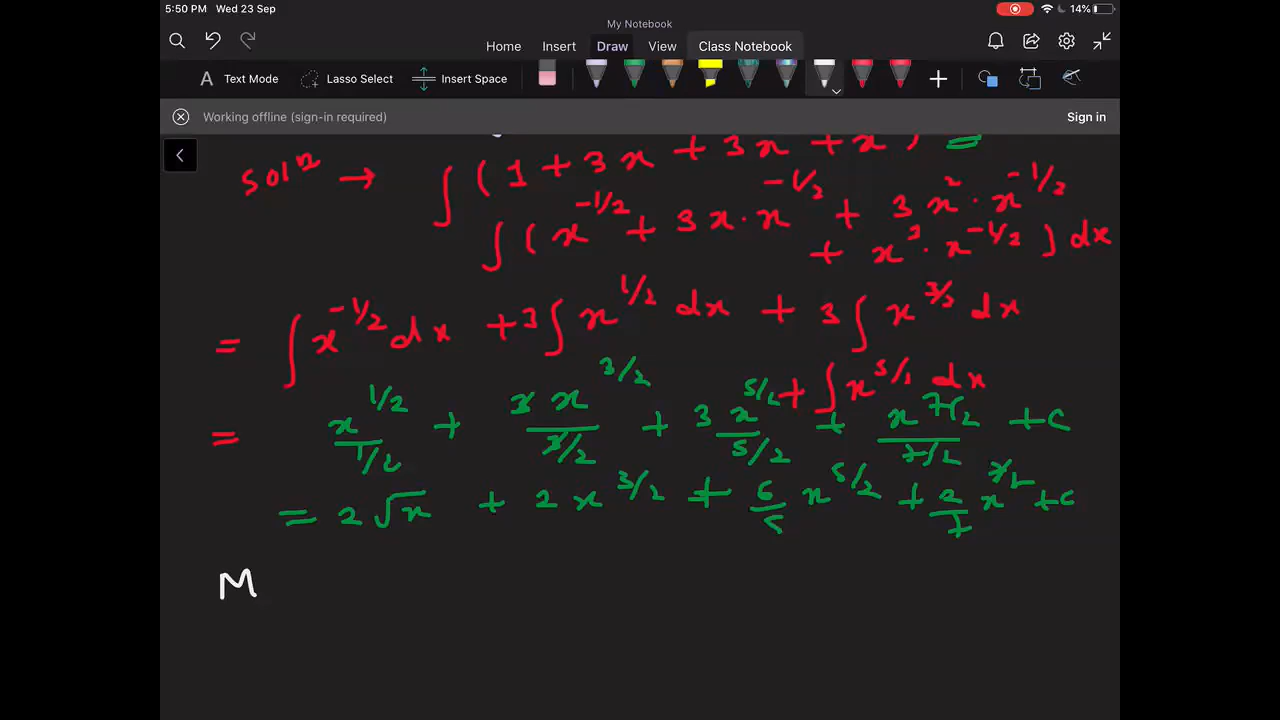 5:50 PM Wed 23 Sep
14%
My Notebook
Home Insert Draw View Class Notebook
A Text Mode Lasso Select Insert Space
Working offline (sign-in required) Sign in
Solⁿ → ∫ (1 + 3x + 3x + x)
∫ ( x^{-1/2} + 3x · x^{-1/2} + 3x² · x^{-1/2}
+ x³ · x^{-1/2} ) dx
= ∫ x^{-1/2} dx + 3 ∫ x^{1/2} dx + 3 ∫ x^{3/2} dx
+ ∫ x^{5/2} dx
= x^{1/2}/(1/2) + 3x^{3/2}/(3/2) + 3 x^{5/2}/(5/2) + x^{7/2}/(7/2) + C
= 2√x + 2x^{3/2} + 6/5 x^{5/2} + 2/7 x^{7/2} + C
M